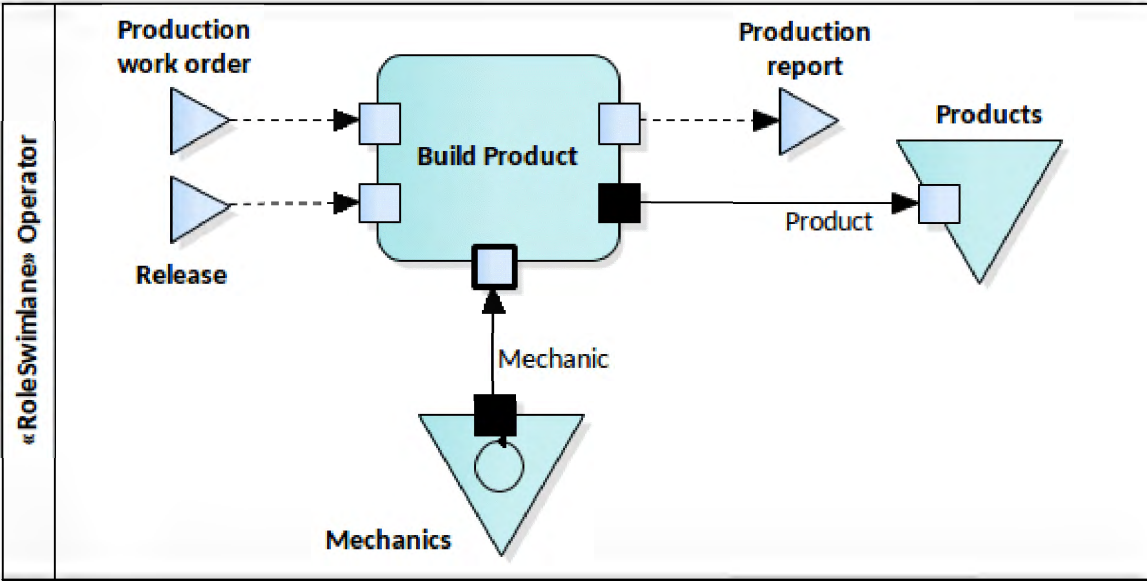 «RoleSwimlane» Operator
Production
work order
Production
report
Products
Build Product
Product
Release
Mechanic
Mechanics